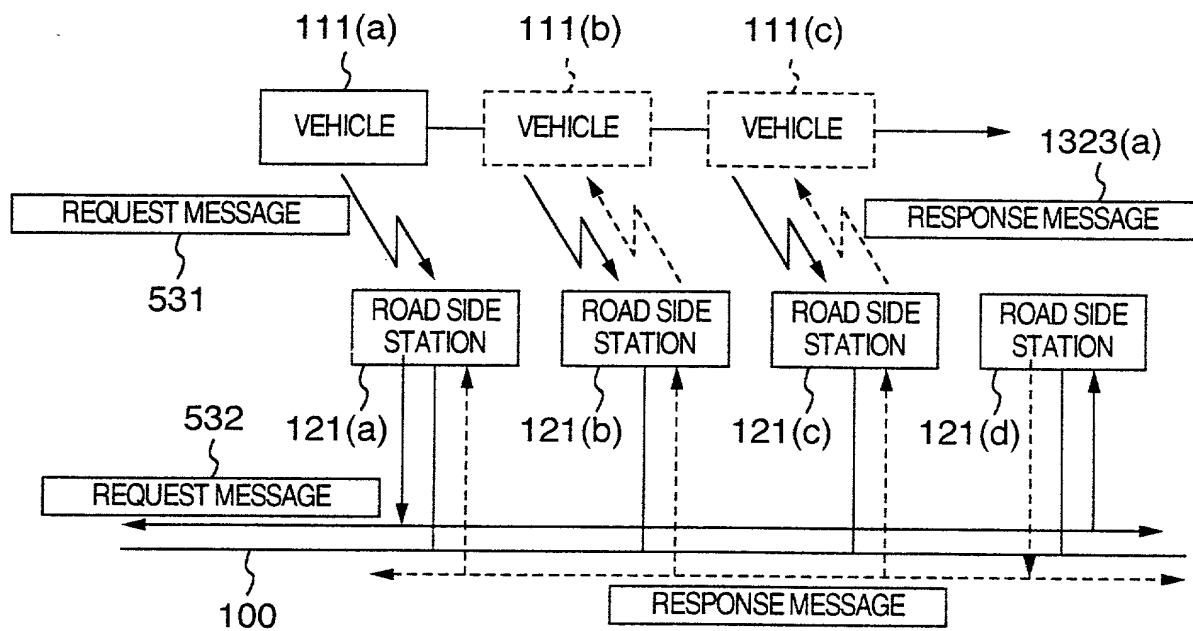 111(a) 111(b) 111(c)
VEHICLE VEHICLE VEHICLE
1323(a)
REQUEST MESSAGE
RESPONSE MESSAGE
531
ROAD SIDE
STATION
ROAD SIDE
STATION
ROAD SIDE
STATION
ROAD SIDE
STATION
121(a) 121(b) 121(c) 121(d)
532
REQUEST MESSAGE
100
RESPONSE MESSAGE